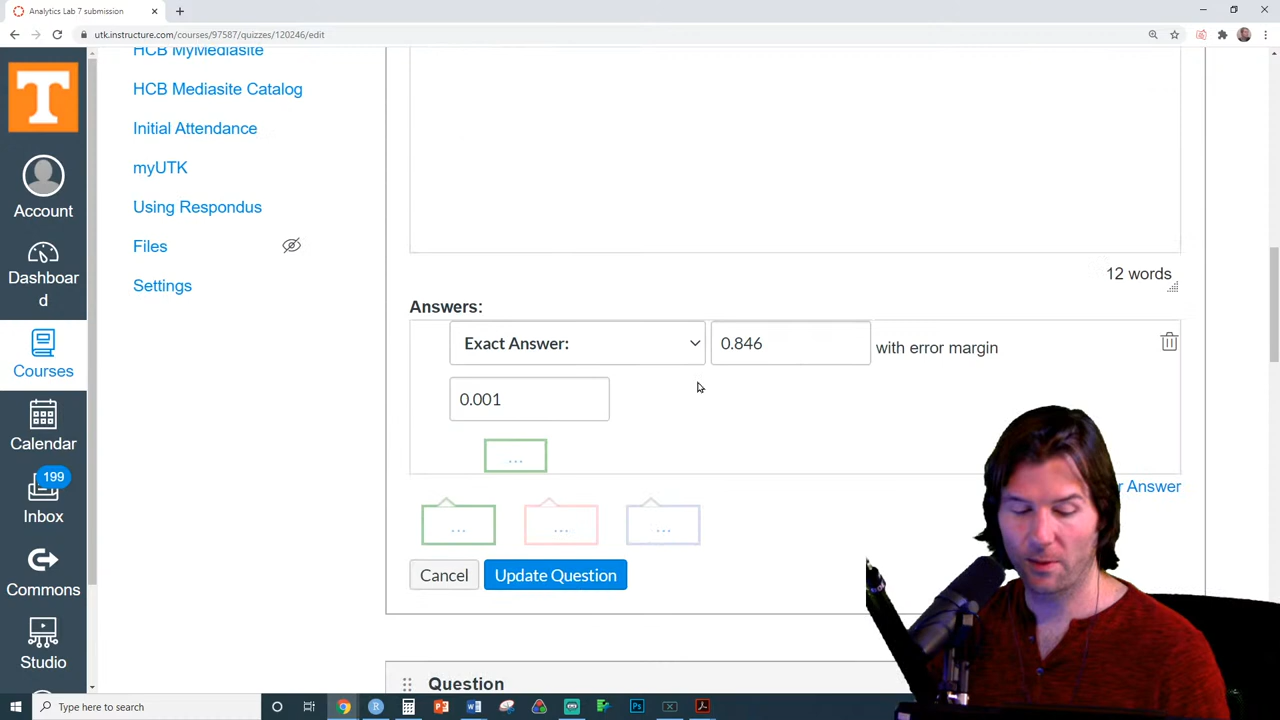 Analytics Lab 7 submission
utk.instructure.com/courses/97587/quizzes/120246/edit
T
Account
Dashboar
d
Courses
Calendar
199
Inbox
Commons
Studio
HCB MyMediasite
HCB Mediasite Catalog
Initial Attendance
myUTK
Using Respondus
Files
Settings
12 words
Answers:
Exact Answer:
0.846
with error margin
0.001
...
Answer
... ... ...
Cancel
Update Question
Question
Type here to search